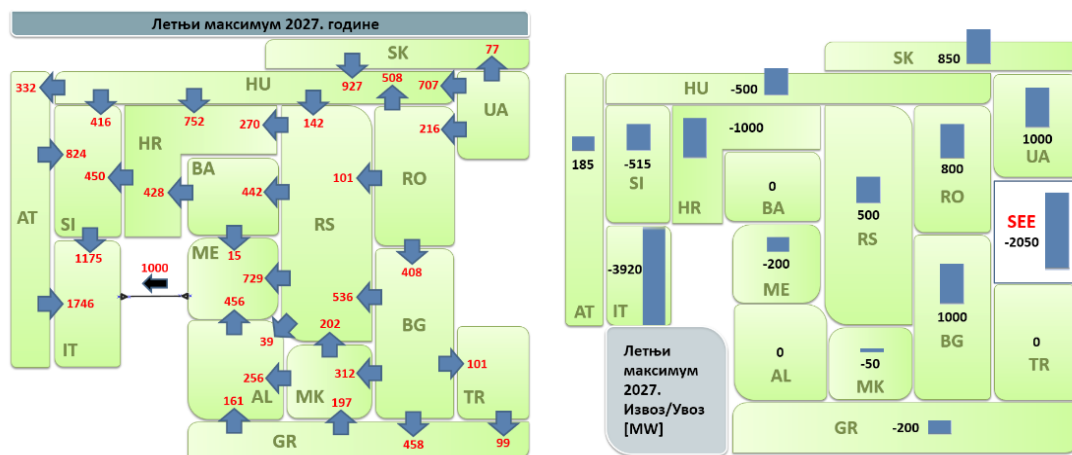 Летњи максимум 2027. године
SK
77
927
508
332
HU
707
UA
416
752
270
142
216
HR
824
450
428
BA
442
101
RO
AT
SI
RS
ME
15
408
1175
729
1000
1746
456
536
BG
IT
202
39
312
101
256
AL
MK
TR
161
197
GR
458
99
SK
850
HU
-500
-1000
185
-515
1000
UA
SI
HR
0
BA
800
RO
SEE
-2050
500
RS
-3920
-200
ME
AT
IT
1000
BG
0
AL
-50
MK
0
TR
Летњи
максимум
2027.
Извоз/Увоз
[MW]
GR
-200